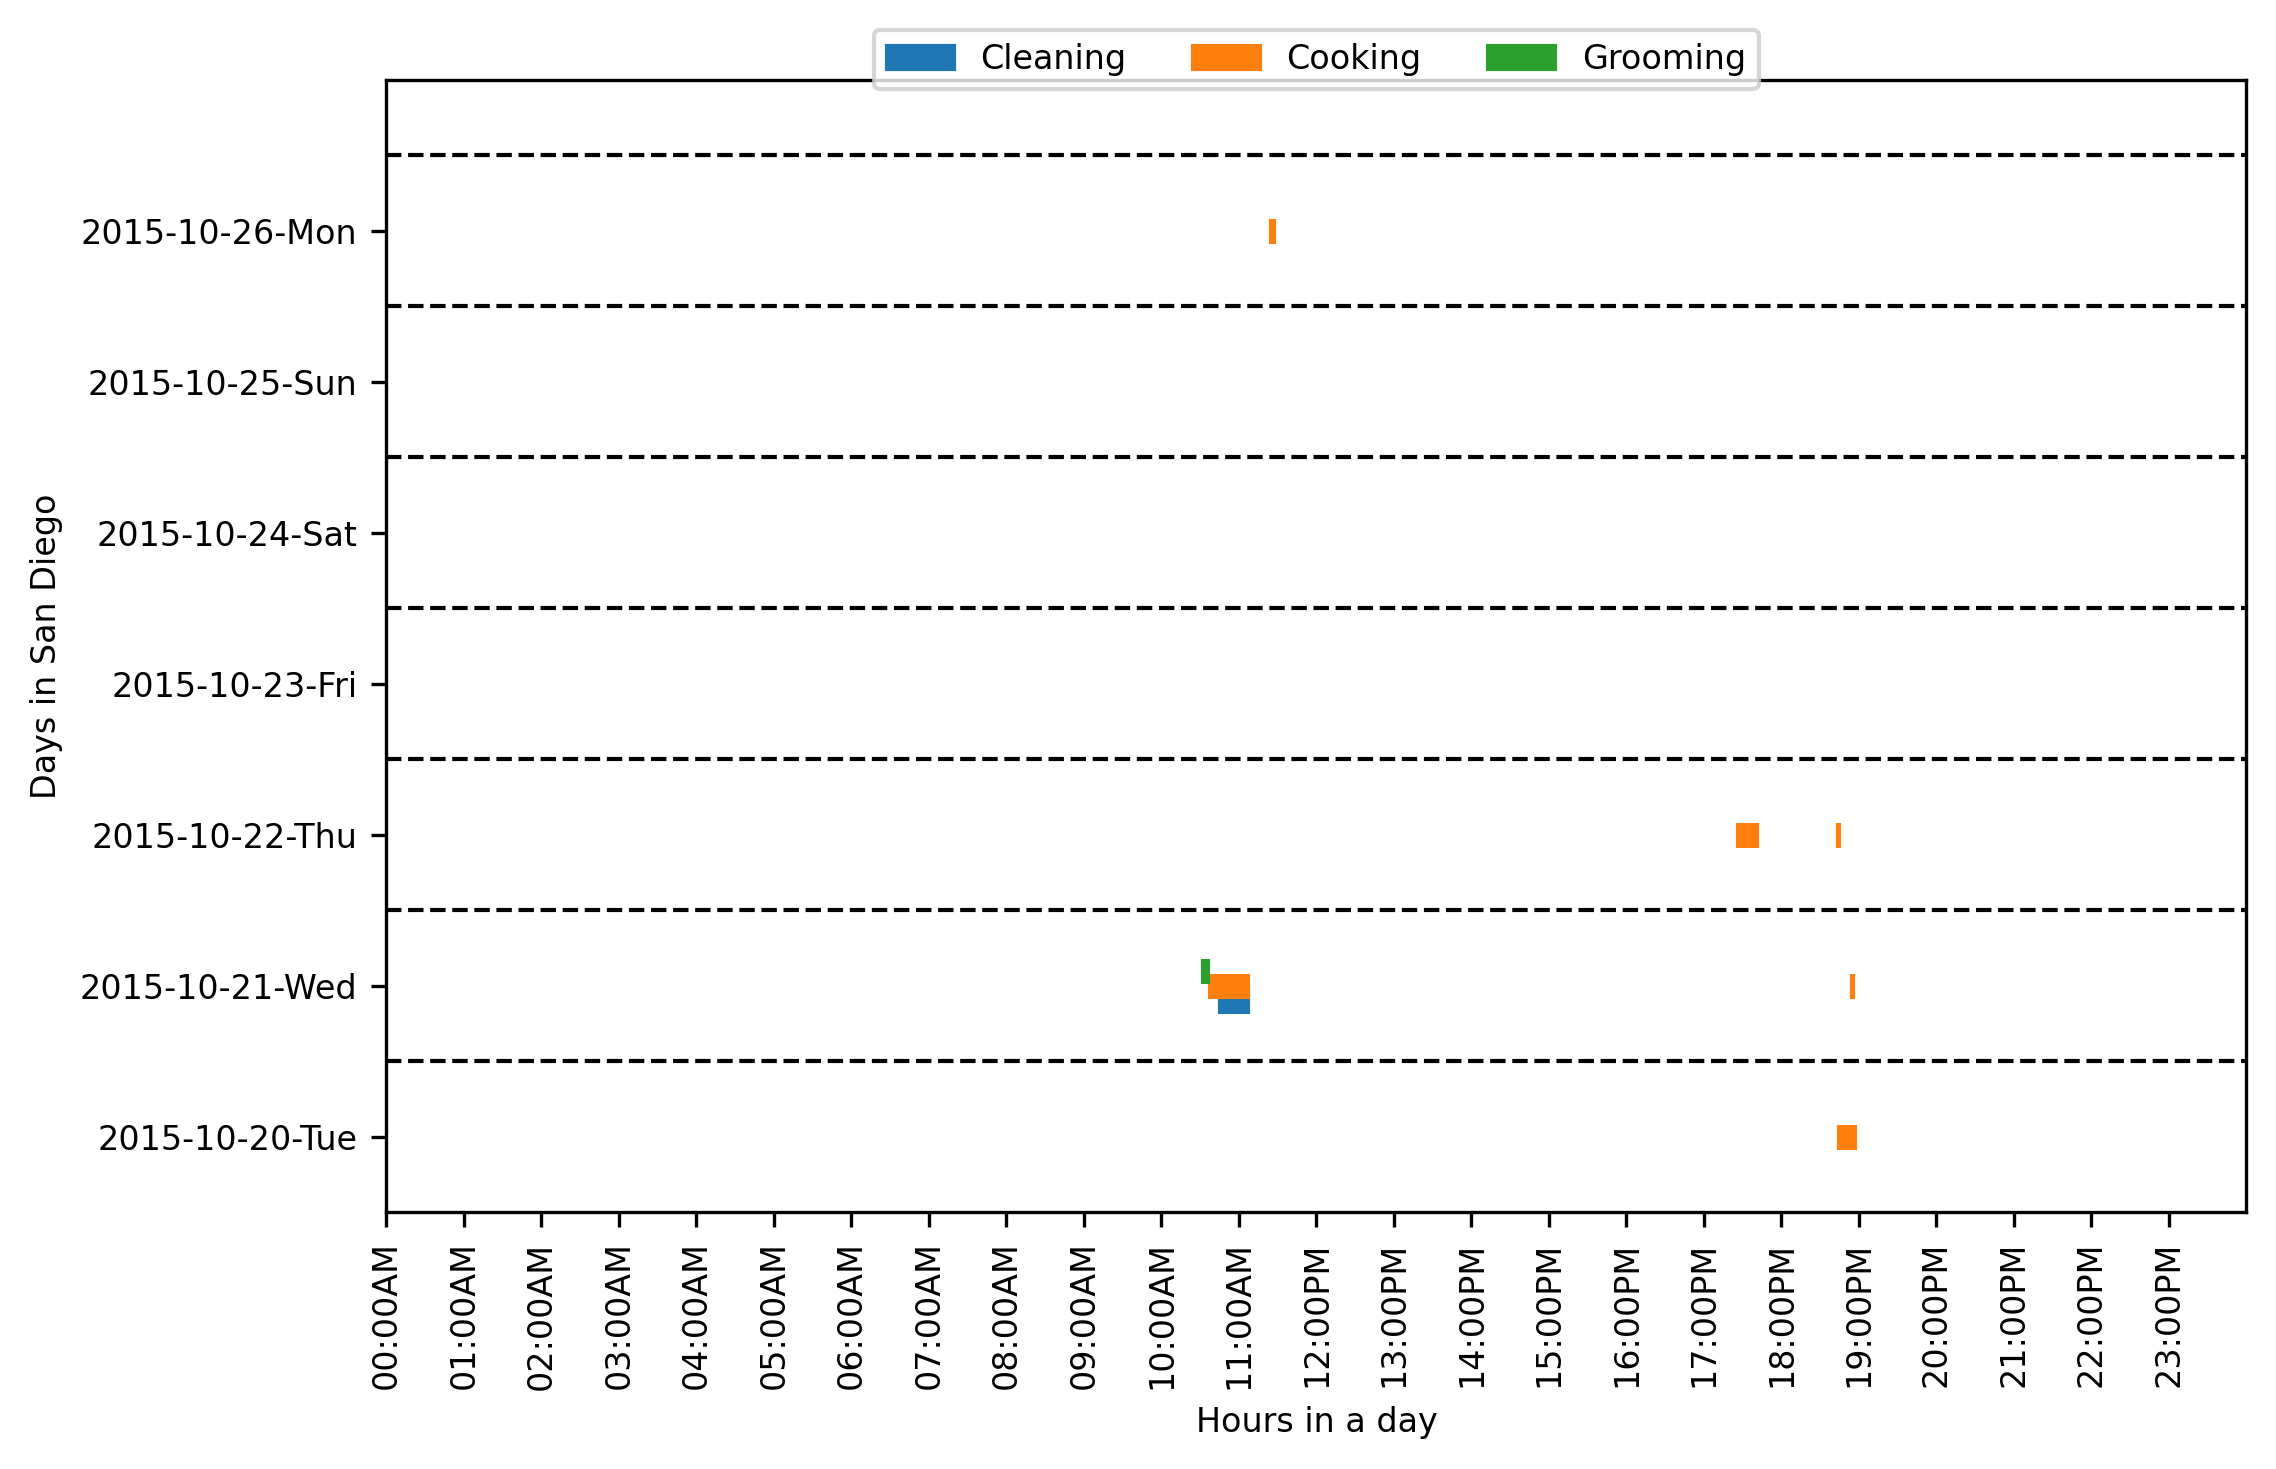 Cleaning Cooking Grooming
2015-10-26-Mon
2015-10-25-Sun
2015-10-24-Sat
2015-10-23-Fri
2015-10-22-Thu
2015-10-21-Wed
2015-10-20-Tue
Days in San Diego
00:00AM
01:00AM
02:00AM
03:00AM
04:00AM
05:00AM
06:00AM
07:00AM
08:00AM
09:00AM
10:00AM
11:00AM
12:00PM
13:00PM
14:00PM
15:00PM
16:00PM
17:00PM
18:00PM
19:00PM
20:00PM
21:00PM
22:00PM
23:00PM
Hours in a day